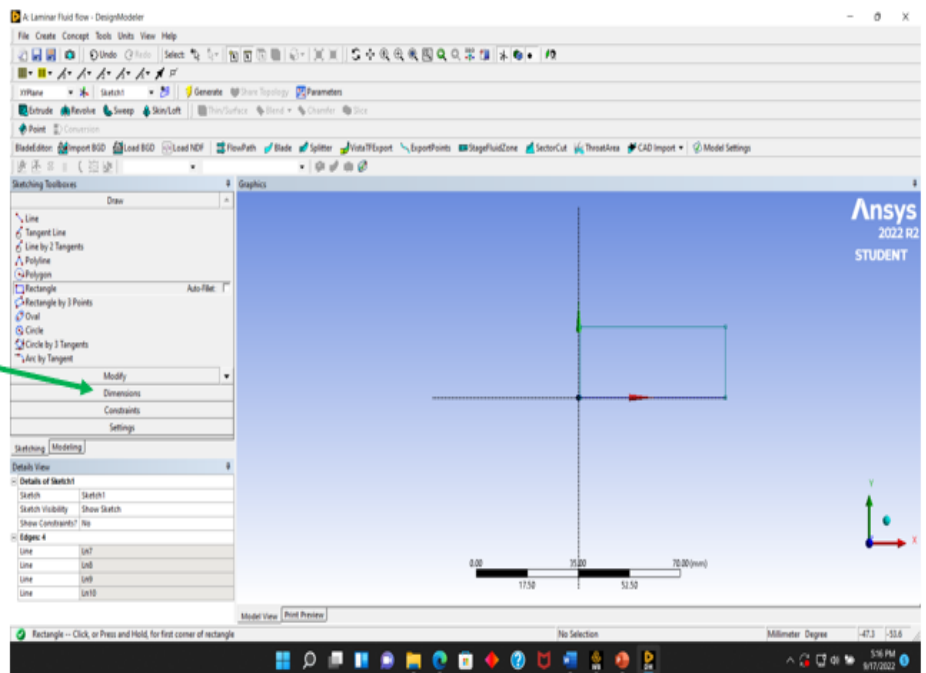 A: Laminar Fluid flow - DesignModeler
File Create Concept Tools Units View Help
Undo Redo Select:
XYPlane Sketch1 Generate Share Topology Parameters
Extrude Revolve Sweep Skin/Loft Thin/Surface Blend Chamfer Slice
Point Conversion
BladeEditor: Import BGD Load BGD Load NDF FlowPath Blade Splitter VistaTFExport ExportPoints StageFluidZone SectorCut ThroatArea CAD Import Model Settings
Sketching Toolboxes
Draw
Line
Tangent Line
Line by 2 Tangents
Polyline
Polygon
Rectangle Auto-Fillet:
Rectangle by 3 Points
Oval
Circle
Circle by 3 Tangents
Arc by Tangent
Modify
Dimensions
Constraints
Settings
Sketching Modeling
Details View
Details of Sketch1
Sketch Sketch1
Sketch Visibility Show Sketch
Show Constraints? No
Edges: 4
Line Ln7
Line Ln8
Line Ln9
Line Ln10
Graphics
Ansys
2022 R2
STUDENT
Y
X
0.00 35.00 70.00 (mm)
17.50 52.50
Model View Print Preview
Rectangle -- Click, or Press and Hold, for first corner of rectangle No Selection Millimeter Degree -47.3 -53.6
5:16 PM
9/17/2022